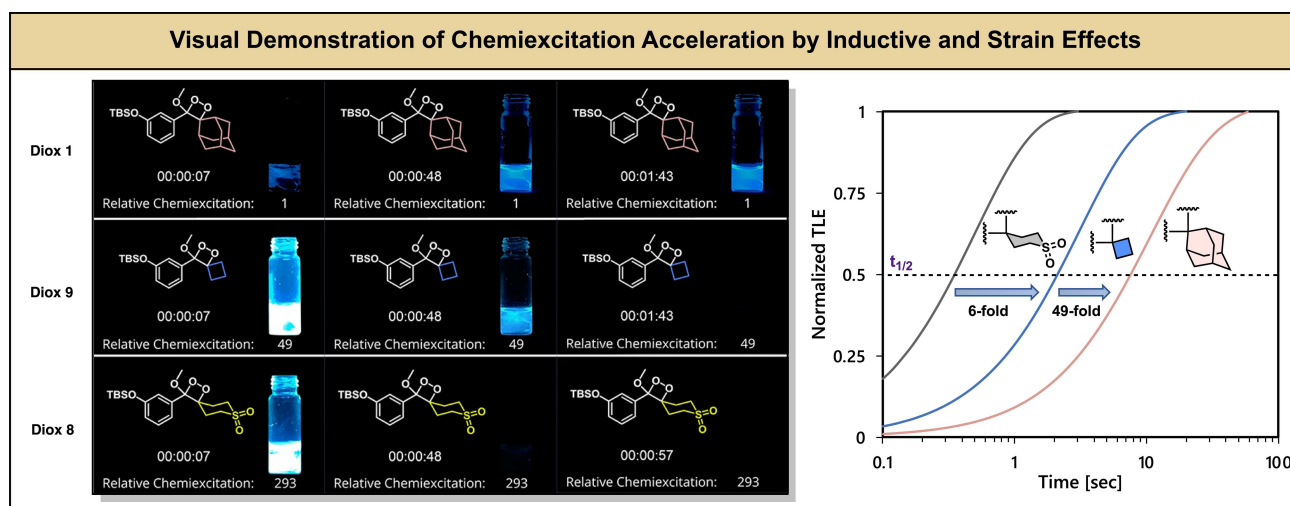 Visual Demonstration of Chemiexcitation Acceleration by Inductive and Strain Effects
Diox 1
TBSO
O
O
O
00:00:07
Relative Chemiexcitation: 1
TBSO
O
O
O
00:00:48
Relative Chemiexcitation: 1
TBSO
O
O
O
00:01:43
Relative Chemiexcitation: 1
Diox 9
TBSO
O
O
O
00:00:07
Relative Chemiexcitation: 49
TBSO
O
O
O
00:00:48
Relative Chemiexcitation: 49
TBSO
O
O
O
00:01:43
Relative Chemiexcitation: 49
Diox 8
TBSO
O
O
O
S
O
O
00:00:07
Relative Chemiexcitation: 293
TBSO
O
O
O
S
O
O
00:00:48
Relative Chemiexcitation: 293
TBSO
O
O
O
S
O
O
00:00:57
Relative Chemiexcitation: 293
Normalized TLE
1
0.75
0.5
0.25
0
t1/2
S
O
O
6-fold
49-fold
0.1
1
10
100
Time [sec]